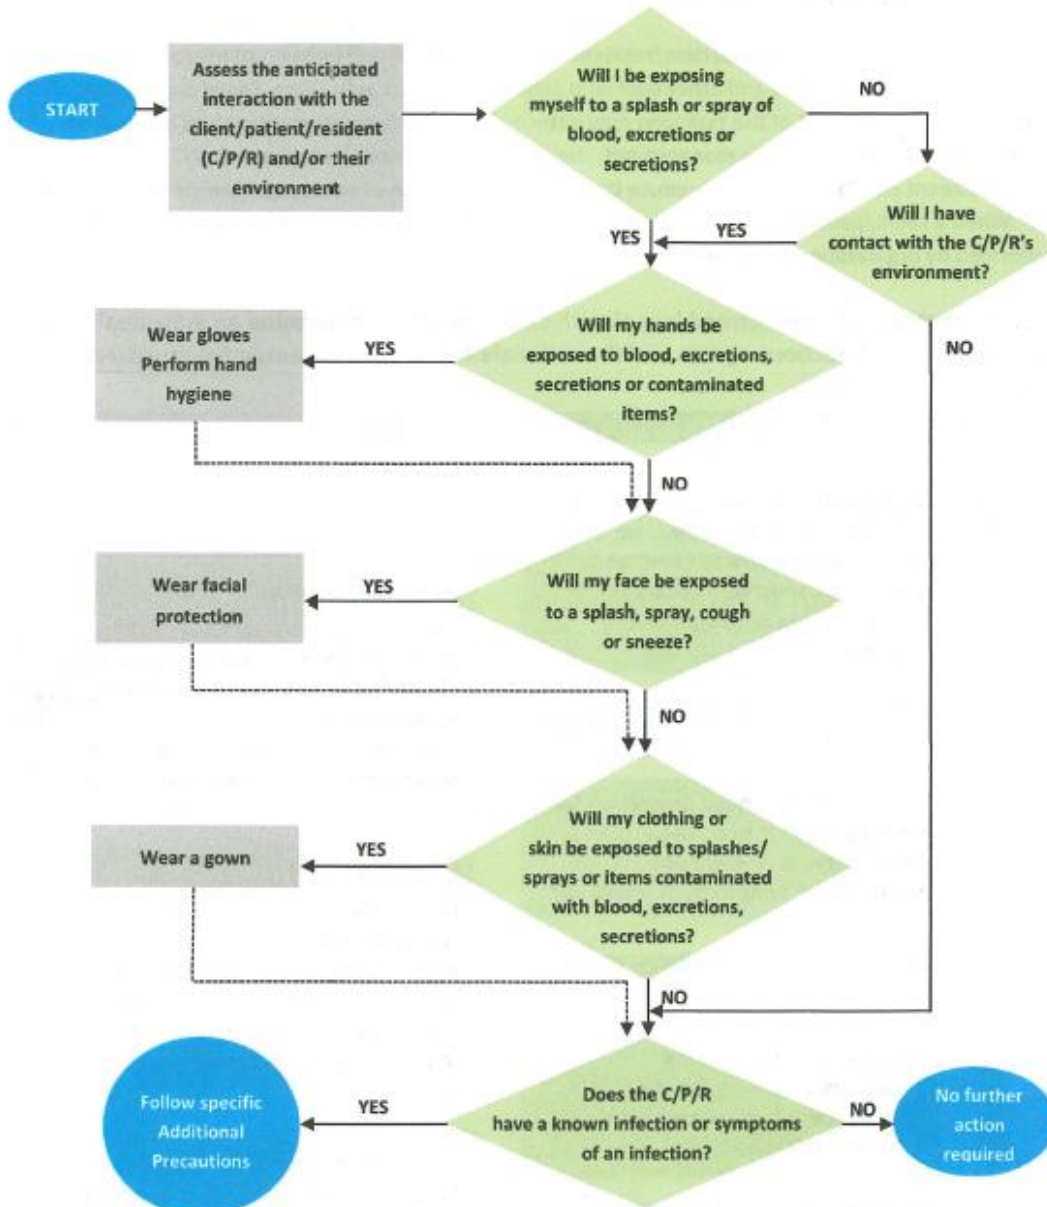 START
Assess the anticipated
interaction with the
client/patient/resident
(C/P/R) and/or their
environment
Will I be exposing
myself to a splash or spray of
blood, excretions or
secretions?
NO
Will I have
contact with the C/P/R's
environment?
YES
YES
NO
Will my hands be
exposed to blood, excretions,
secretions or contaminated
items?
YES
Wear gloves
Perform hand
hygiene
NO
Will my face be exposed
to a splash, spray, cough
or sneeze?
YES
Wear facial
protection
NO
Will my clothing or
skin be exposed to splashes/
sprays or items contaminated
with blood, excretions,
secretions?
YES
Wear a gown
NO
Does the C/P/R
have a known infection or symptoms
of an infection?
YES
Follow specific
Additional
Precautions
NO
No further
action
required